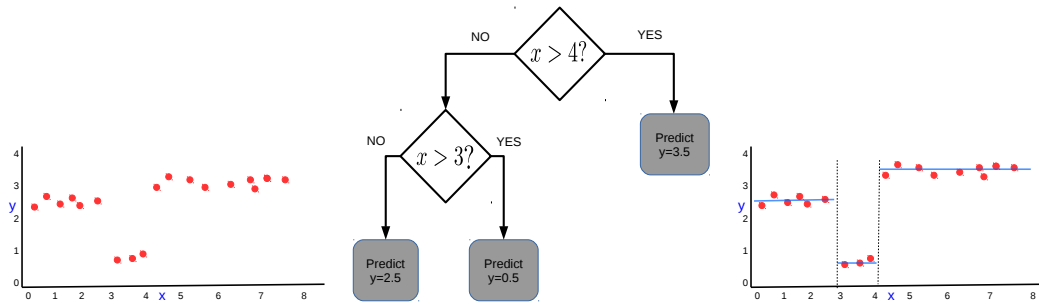 x > 4?
NO
YES
x > 3?
NO
YES
Predict
y=3.5
Predict
y=2.5
Predict
y=0.5
4
3
y
2
1
0
0 1 2 3 4 x 5 6 7 8
4
3
y
2
1
0
0 1 2 3 4 x 5 6 7 8